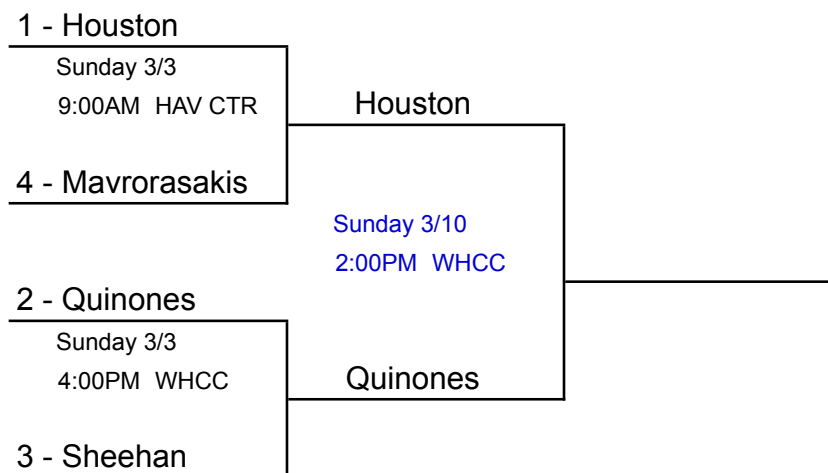 1 - Houston
Sunday 3/3
9:00AM HAV CTR
Houston
4 - Mavrorasakis
Sunday 3/10
2:00PM WHCC
2 - Quinones
Sunday 3/3
4:00PM WHCC
Quinones
3 - Sheehan